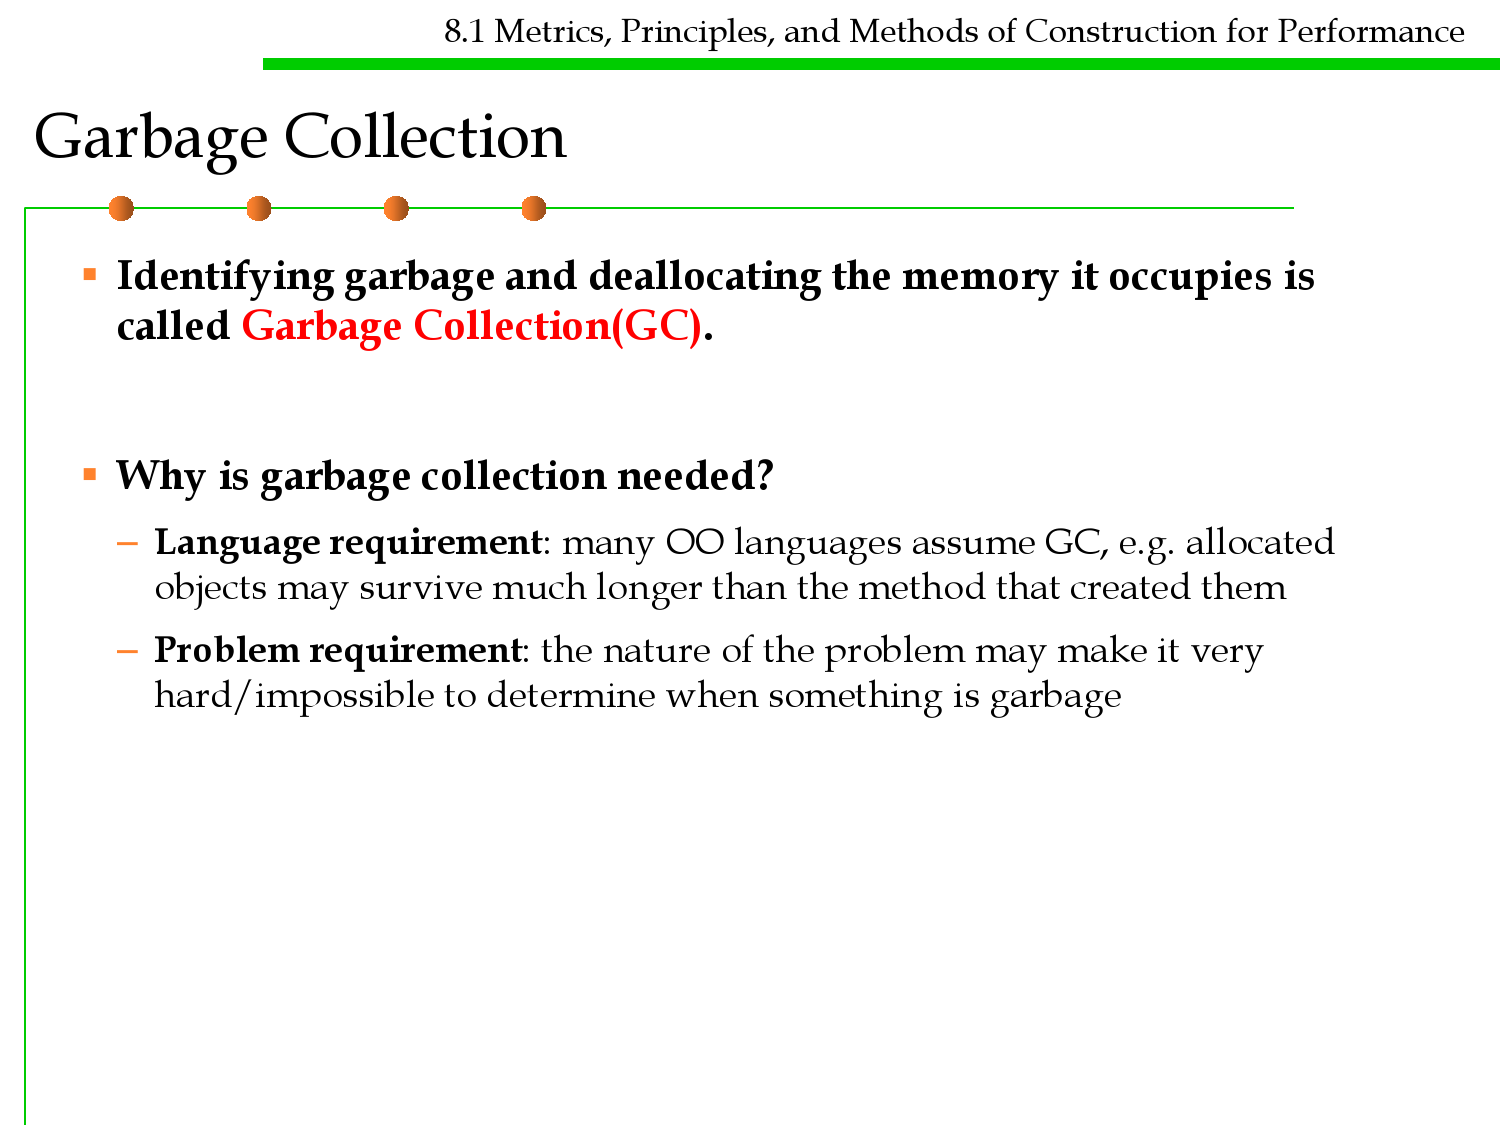 8.1 Metrics, Principles, and Methods of Construction for Performance
Garbage Collection
▪ Identifying garbage and deallocating the memory it occupies is
called Garbage Collection(GC).
▪ Why is garbage collection needed?
– Language requirement: many OO languages assume GC, e.g. allocated
objects may survive much longer than the method that created them
– Problem requirement: the nature of the problem may make it very
hard/impossible to determine when something is garbage